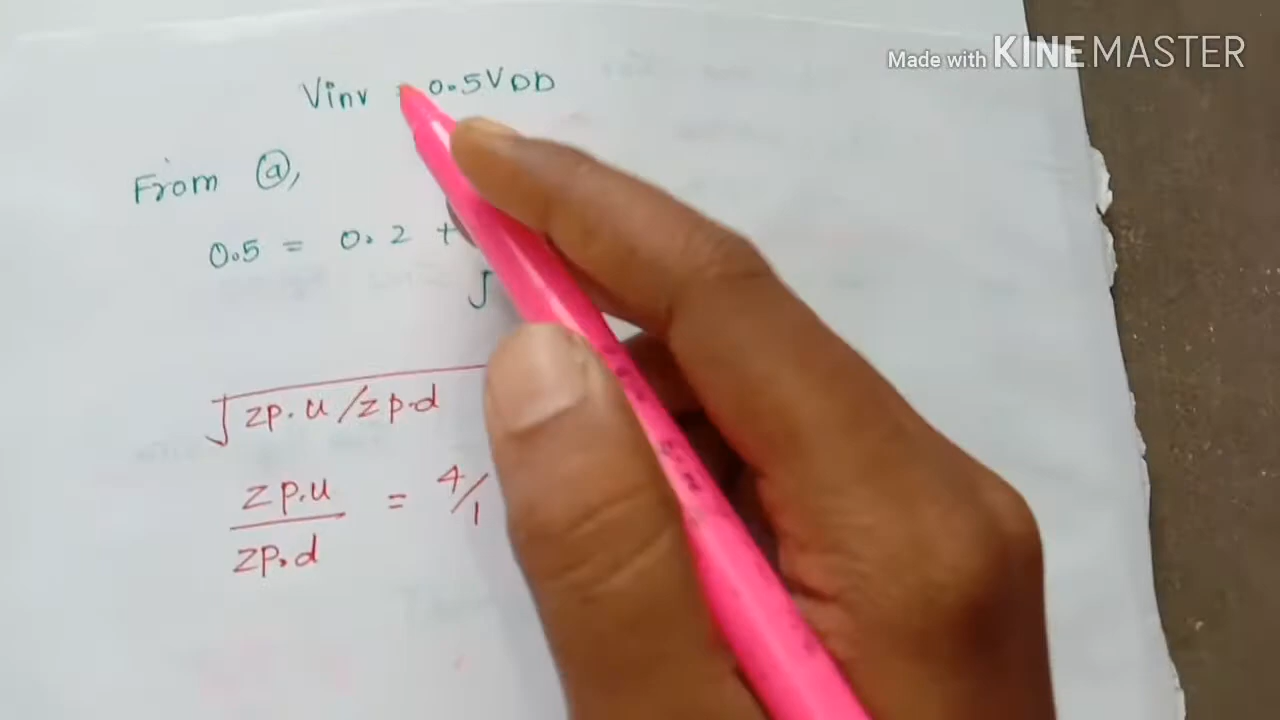 Made with KINEMASTER
Vinv = 0.5VDD
From ⓐ,
0.5 = 0.2 +
√
√zp.u/zp.d
zp.u
= 4/1
zp.d